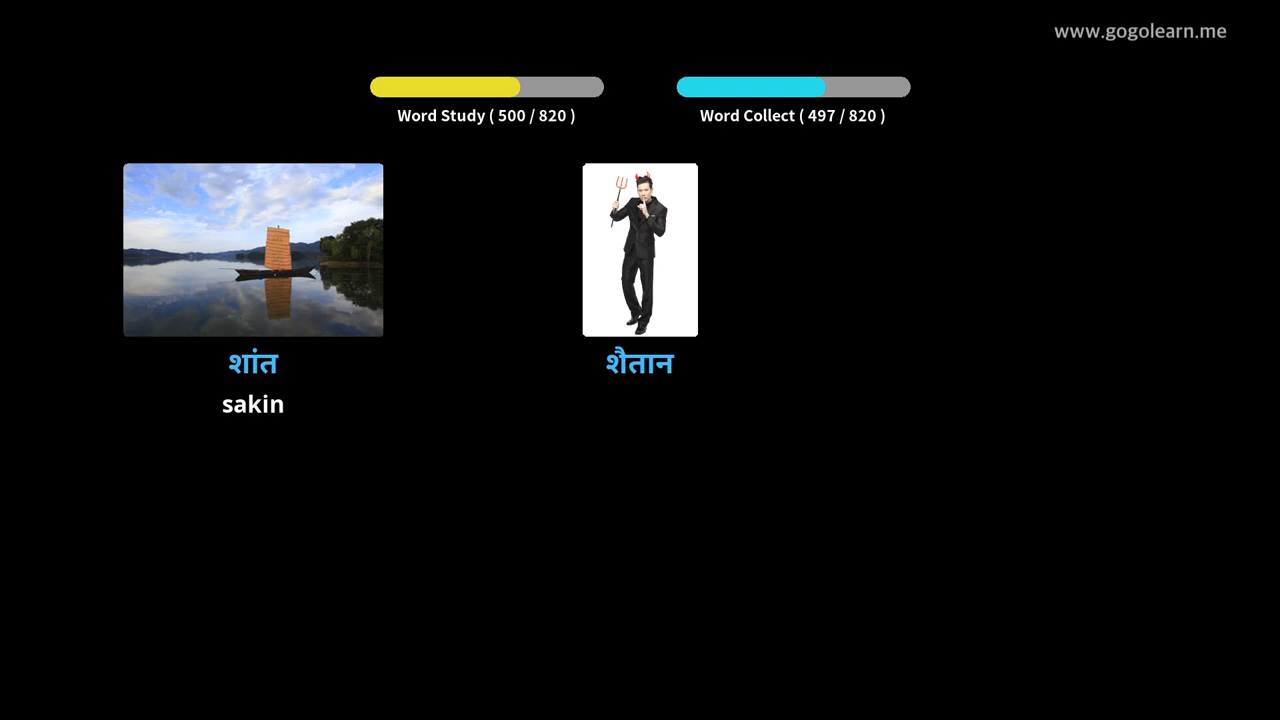 www.gogolearn.me
Word Study ( 500 / 820 )
Word Collect ( 497 / 820 )
शांत
शैतान
sakin